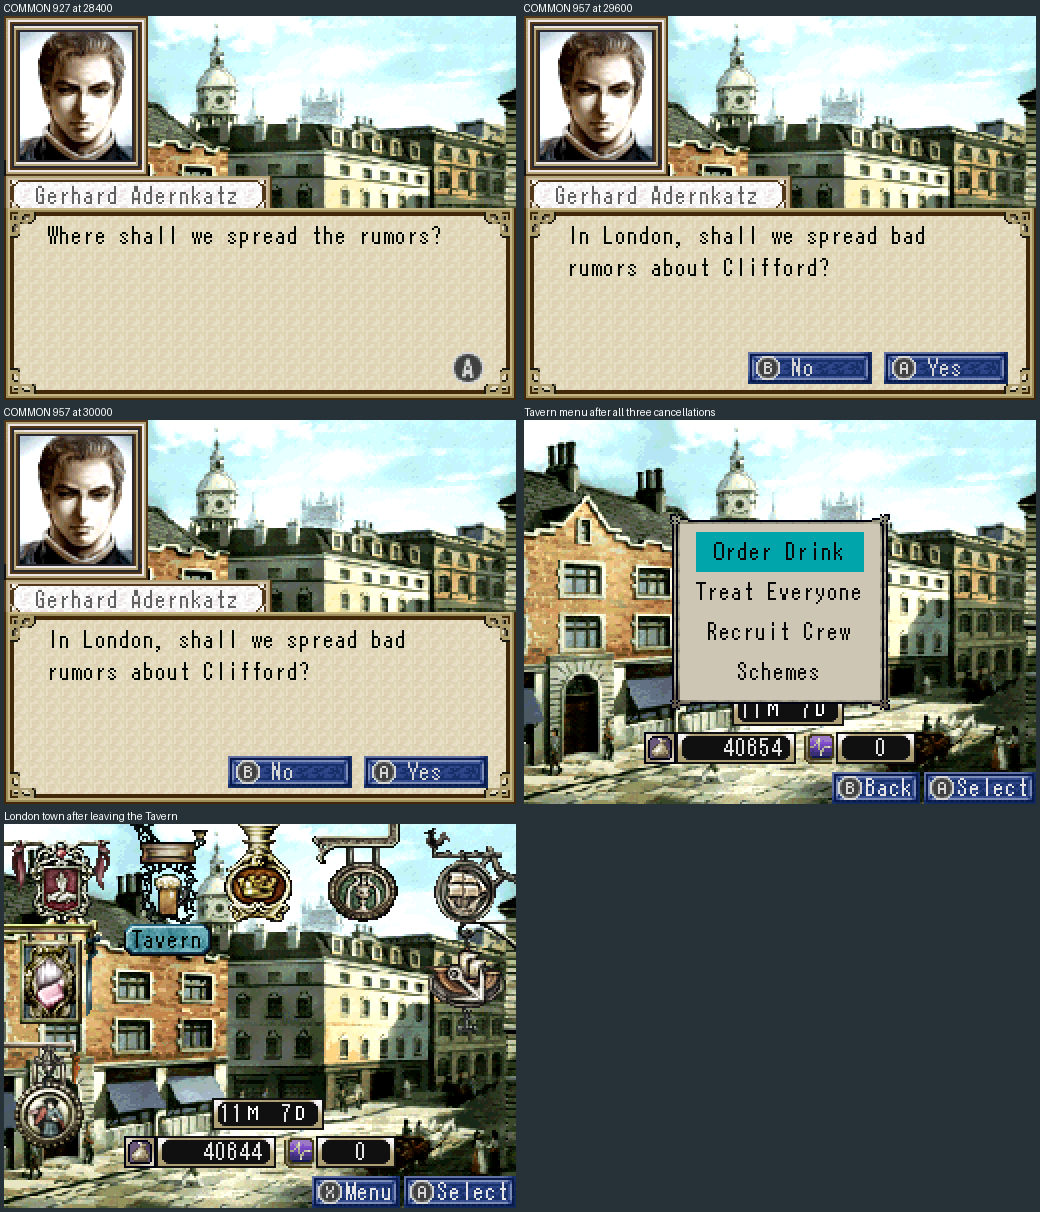 COMMON 927 at 28400
Gerhard Adernkatz
Where shall we spread the rumors?
A
COMMON 957 at 29600
Gerhard Adernkatz
In London, shall we spread bad
rumors about Clifford?
B No
A Yes
COMMON 957 at 30000
Gerhard Adernkatz
In London, shall we spread bad
rumors about Clifford?
B No
A Yes
Tavern menu after all three cancellations
Order Drink
Treat Everyone
Recruit Crew
Schemes
11M 7D
40654
0
B Back
A Select
London town after leaving the Tavern
Tavern
11M 7D
40644
0
X Menu
A Select